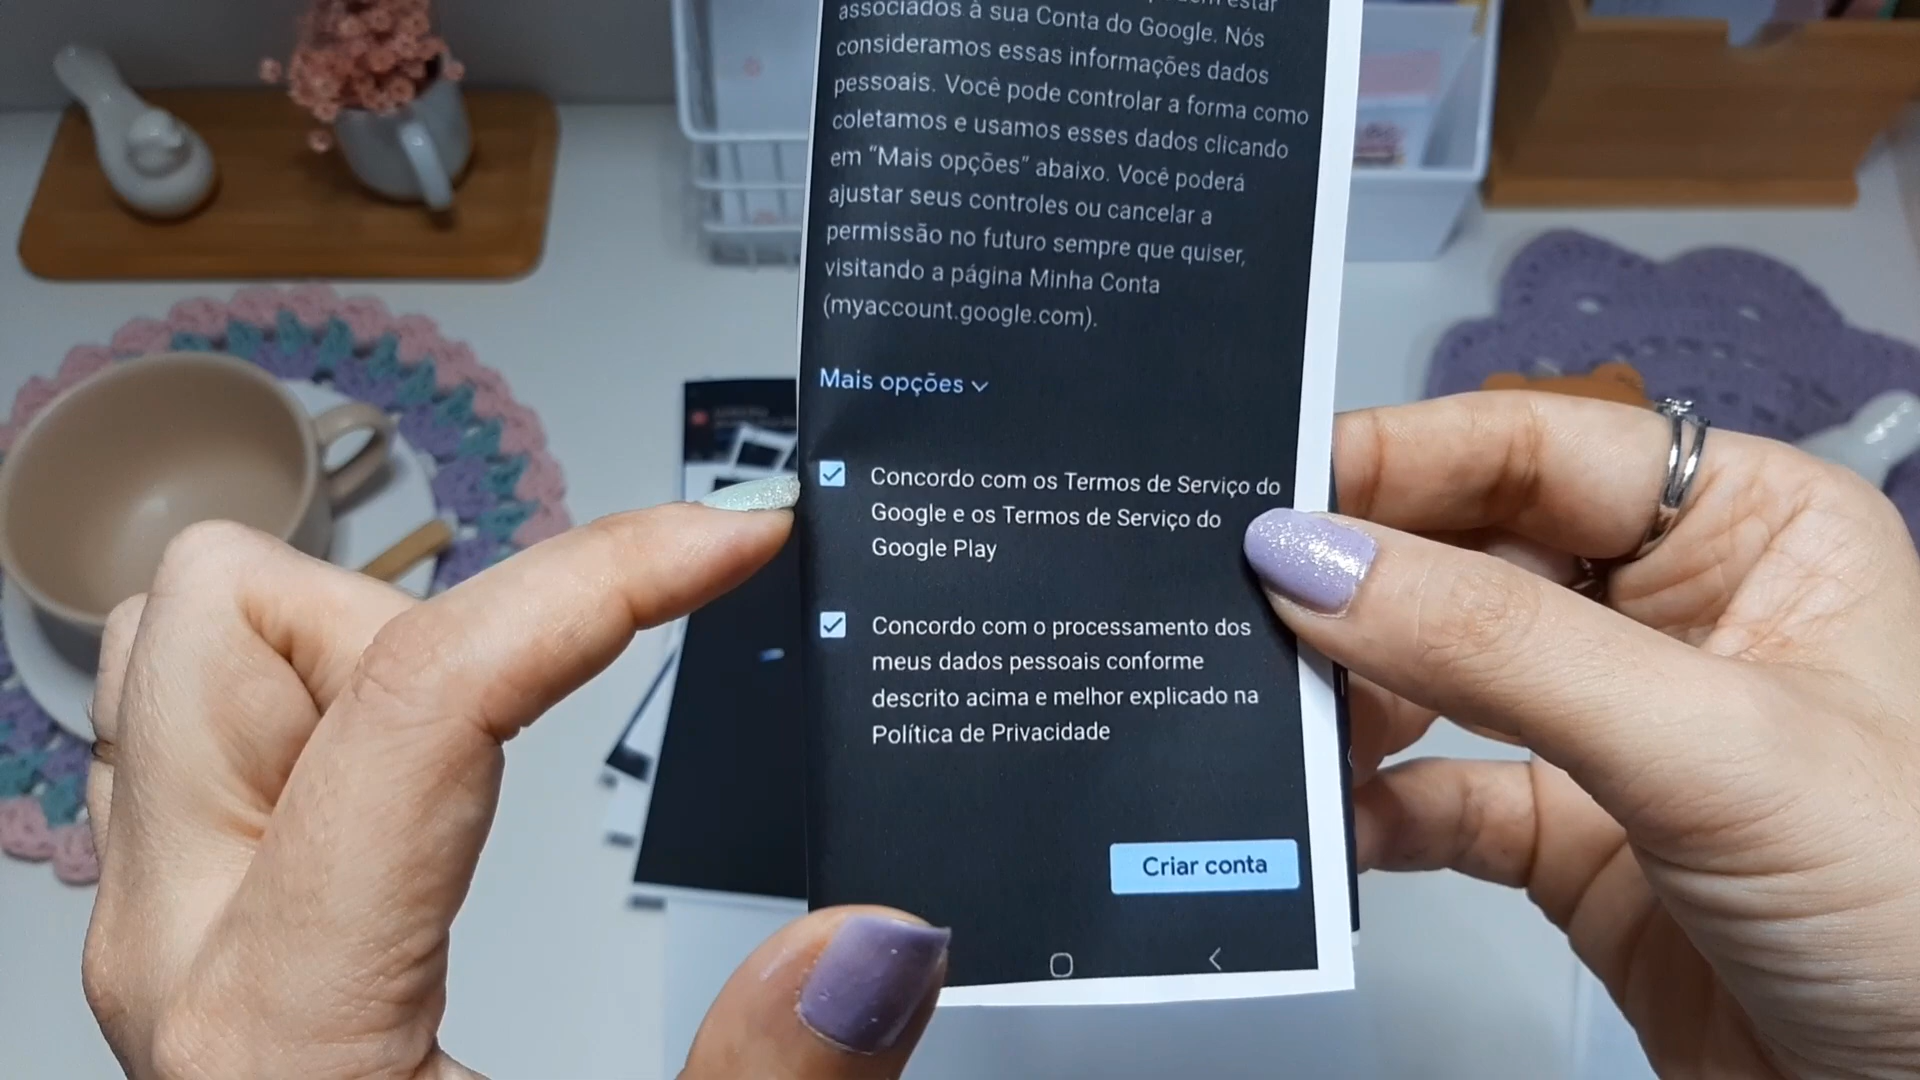 estar
associados à sua Conta do Google. Nós
consideramos essas informações dados
pessoais. Você pode controlar a forma como
coletamos e usamos esses dados clicando
em “Mais opções” abaixo. Você poderá
ajustar seus controles ou cancelar a
permissão no futuro sempre que quiser,
visitando a página Minha Conta
(myaccount.google.com).
Mais opções
Concordo com os Termos de Serviço do
Google e os Termos de Serviço do
Google Play
Concordo com o processamento dos
meus dados pessoais conforme
descrito acima e melhor explicado na
Política de Privacidade
Criar conta